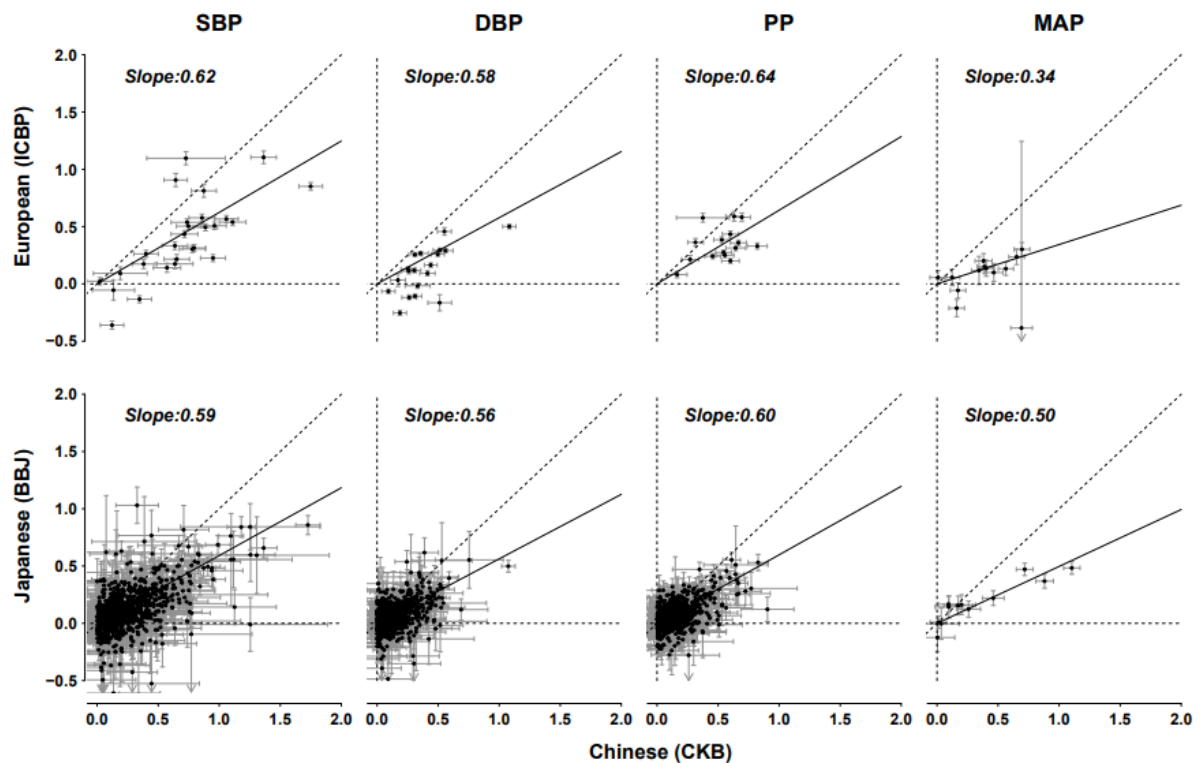 SBP DBP PP MAP
European (ICBP)
2.0
1.5
1.0
0.5
0.0
−0.5
Slope:0.62 Slope:0.58 Slope:0.64 Slope:0.34
Japanese (BBJ)
2.0
1.5
1.0
0.5
0.0
−0.5
Slope:0.59 Slope:0.56 Slope:0.60 Slope:0.50
0.0 0.5 1.0 1.5 2.0 0.0 0.5 1.0 1.5 2.0 0.0 0.5 1.0 1.5 2.0 0.0 0.5 1.0 1.5 2.0
Chinese (CKB)